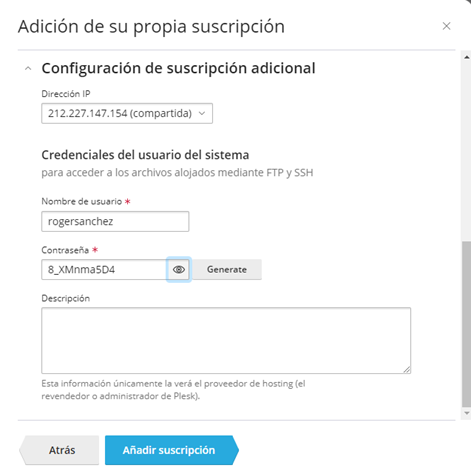 Adición de su propia suscripción
Configuración de suscripción adicional
Dirección IP
212.227.147.154 (compartida)
Credenciales del usuario del sistema
para acceder a los archivos alojados mediante FTP y SSH
Nombre de usuario *
rogersanchez
Contraseña *
8_XMnma5D4
Generate
Descripción
Esta información únicamente la verá el proveedor de hosting (el
revendedor o administrador de Plesk).
Atrás
Añadir suscripción